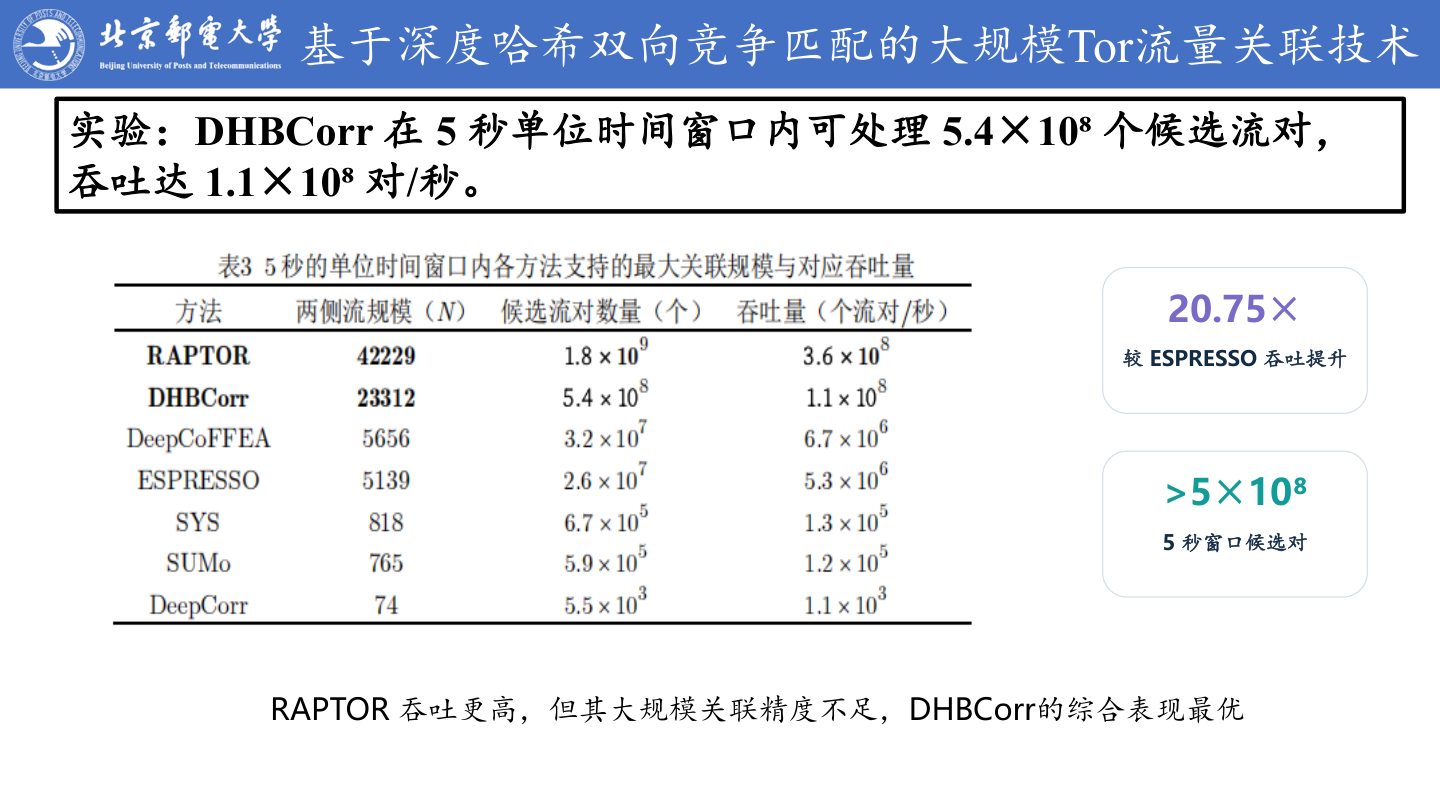 北京郵電大學
Beijing University of Posts and Telecommunications
基于深度哈希双向竞争匹配的大规模Tor流量关联技术
实验：DHBCorr 在 5 秒单位时间窗口内可处理 5.4×10⁸ 个候选流对，
吞吐达 1.1×10⁸ 对/秒。
表3 5秒的单位时间窗口内各方法支持的最大关联规模与对应吞吐量
方法 两侧流规模（N） 候选流对数量（个） 吞吐量（个流对/秒）
RAPTOR 42229 1.8 × 10⁹ 3.6 × 10⁸
DHBCorr 23312 5.4 × 10⁸ 1.1 × 10⁸
DeepCoFFEA 5656 3.2 × 10⁷ 6.7 × 10⁶
ESPRESSO 5139 2.6 × 10⁷ 5.3 × 10⁶
SYS 818 6.7 × 10⁵ 1.3 × 10⁵
SUMo 765 5.9 × 10⁵ 1.2 × 10⁵
DeepCorr 74 5.5 × 10³ 1.1 × 10³
20.75×
较 ESPRESSO 吞吐提升
>5×10⁸
5 秒窗口候选对
RAPTOR 吞吐更高，但其大规模关联精度不足，DHBCorr的综合表现最优